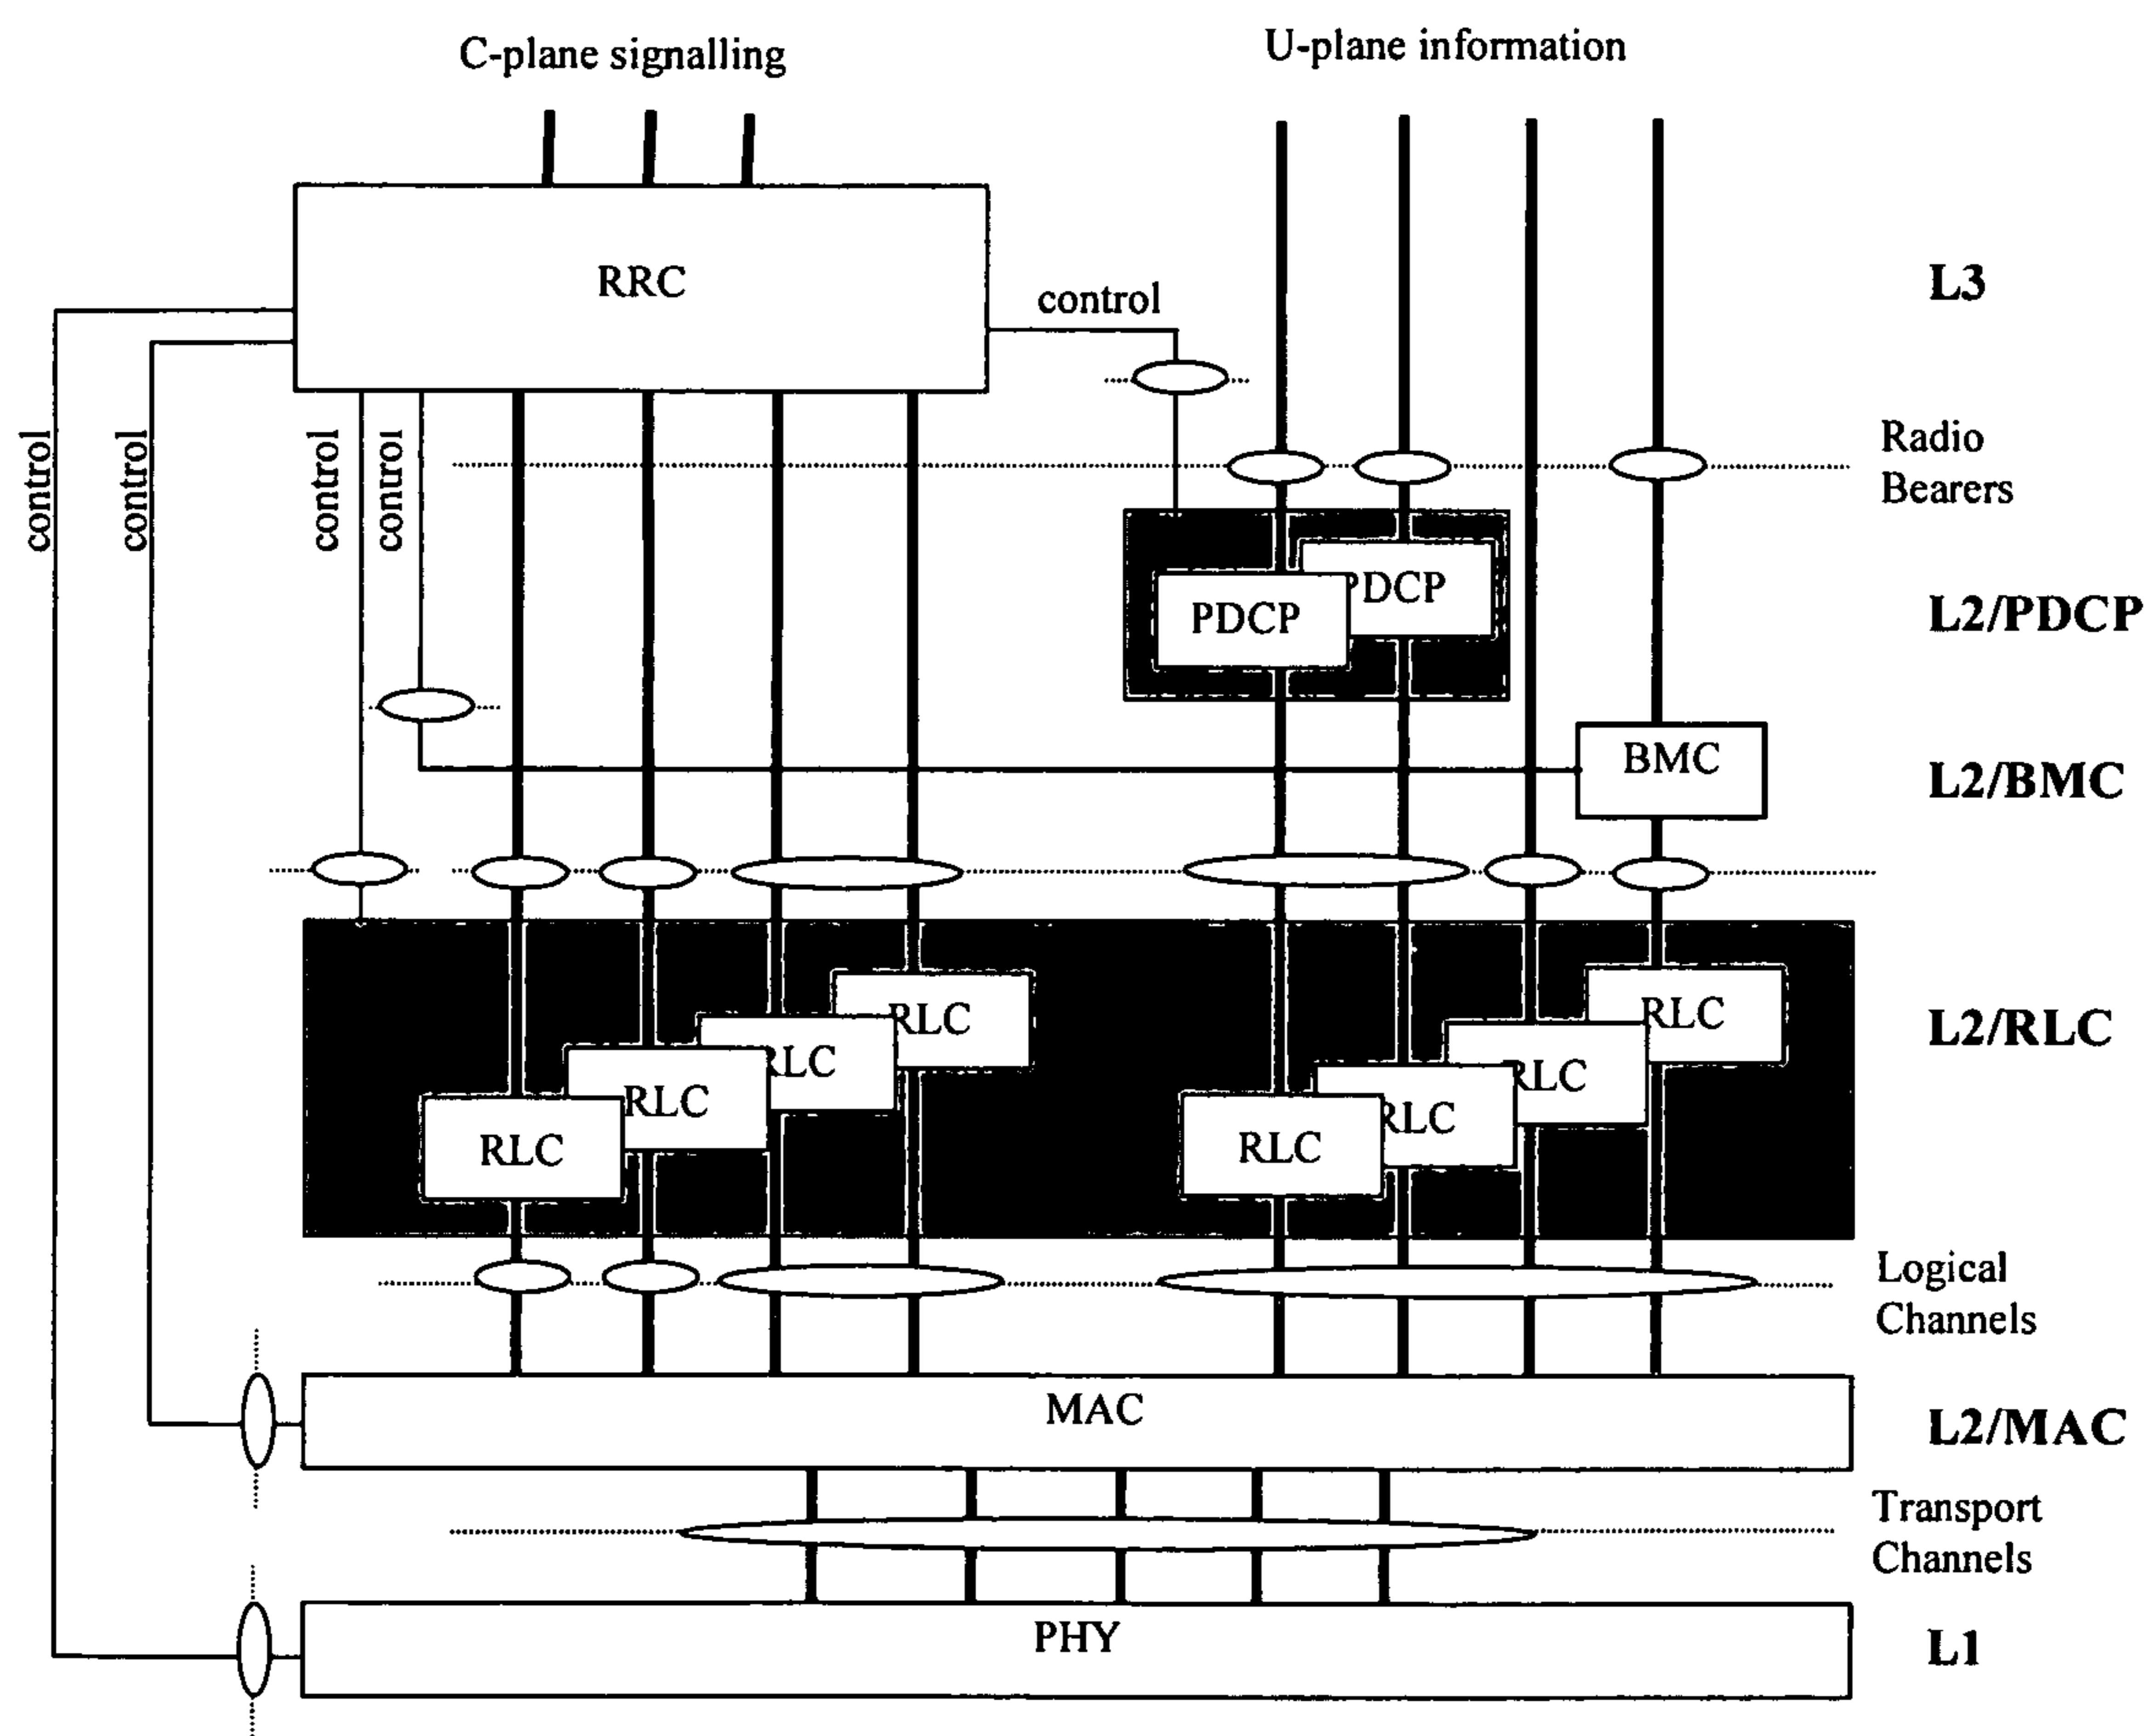 C-plane signalling
U-plane information
RRC
control
L3
control
control
control
control
Radio
Bearers
PDCP
PDCP
L2/PDCP
BMC
L2/BMC
RLC
RLC
RLC
RLC
RLC
RLC
RLC
RLC
L2/RLC
Logical
Channels
MAC
L2/MAC
Transport
Channels
PHY
L1